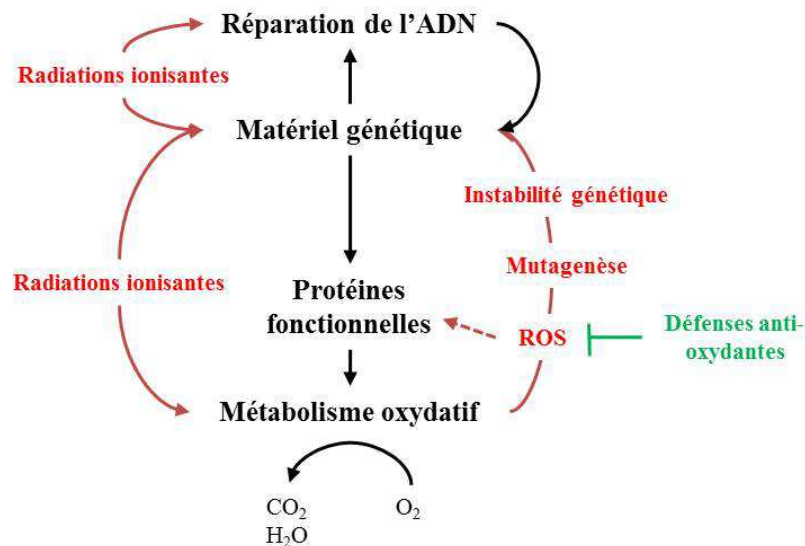 Réparation de l’ADN
Radiations ionisantes
Matériel génétique
Instabilité génétique
Mutagenèse
Radiations ionisantes
Protéines
fonctionnelles
ROS
Défenses anti-
oxydantes
Métabolisme oxydatif
CO₂
O₂
H₂O